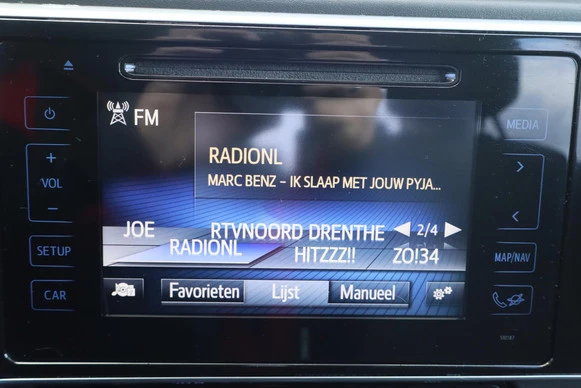 FM
MEDIA
RADIONL
MARC BENZ – IK SLAAP MET JOUW PYJA...
+
VOL
−
JOE RTVNOORD DRENTHE 2/4
RADIONL HITZZZ!! ZO!34
SETUP
MAP/NAV
CAR
Favorieten Lijst Manueel